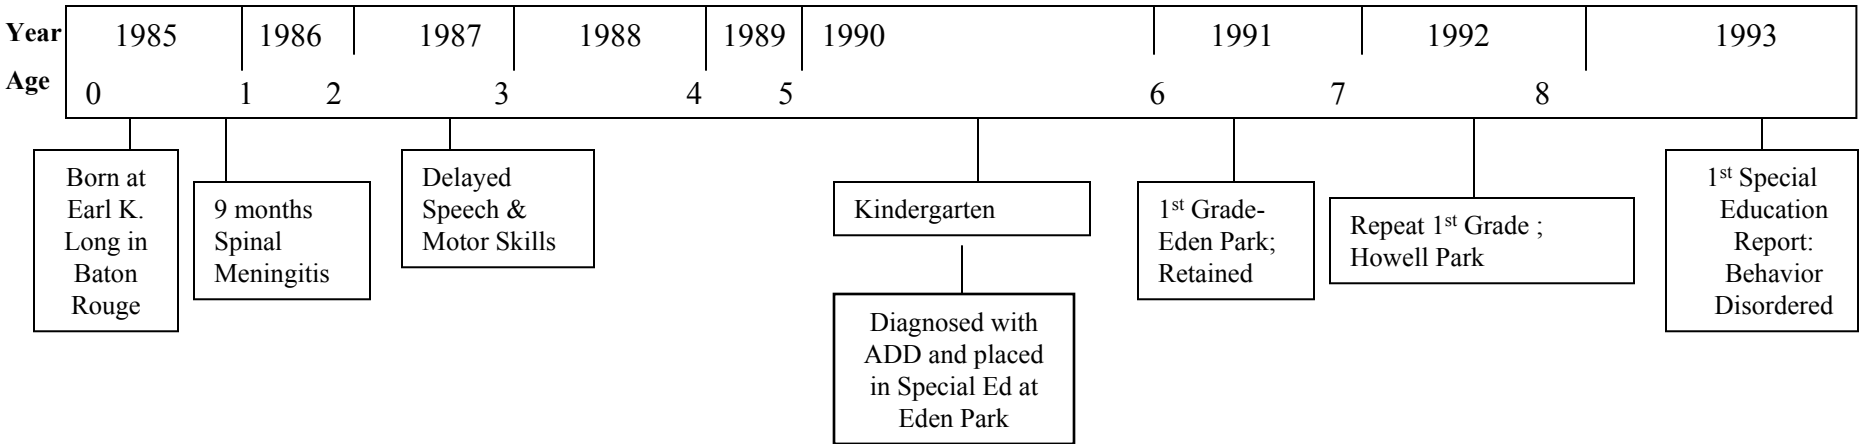 Year 1985 1986 1987 1988 1989 1990 1991 1992 1993
Age 0 1 2 3 4 5 6 7 8
Born at
Earl K.
Long in
Baton
Rouge
9 months
Spinal
Meningitis
Delayed
Speech &
Motor Skills
Kindergarten
Diagnosed with
ADD and placed
in Special Ed at
Eden Park
1st Grade-
Eden Park;
Retained
Repeat 1st Grade ;
Howell Park
1st Special
Education
Report:
Behavior
Disordered